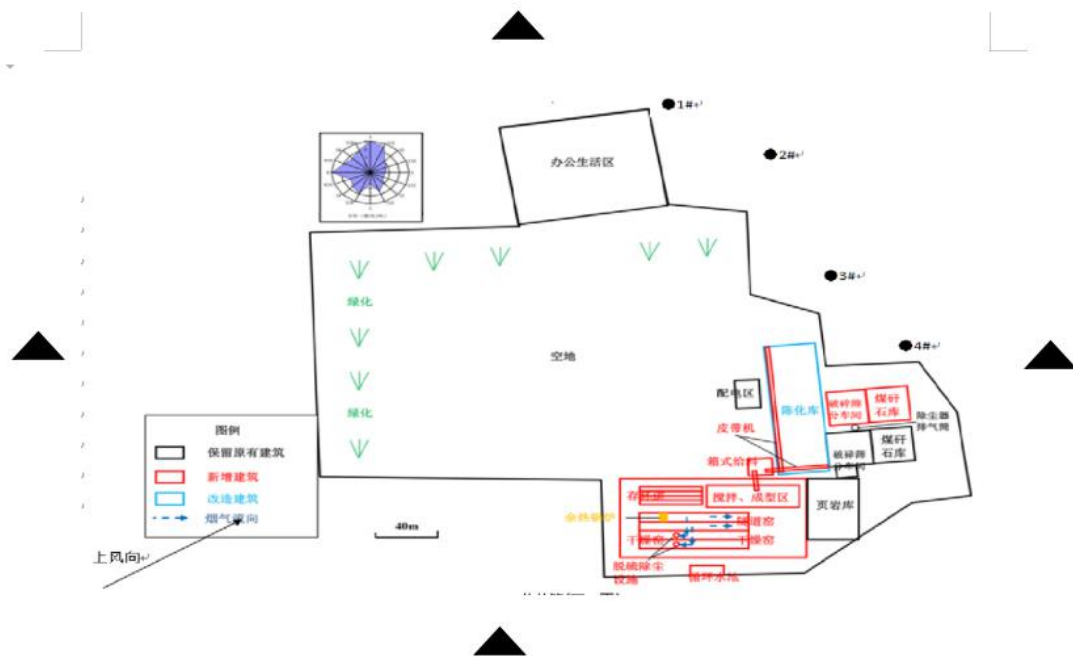 1#
2#
办公生活区
3#
绿化
4#
空地
配电区
陈化库
破碎筛
分车间
煤矸
石库
除尘器
排气筒
绿化
皮带机
图例
保留原有建筑
煤矸
石库
破碎筛
分车间
箱式给料
新增建筑
改造建筑
搅拌、成型区
页岩库
烟气流向
余热锅炉
隧道窑
40m
干燥窑
干燥窑
上风向
脱硫除尘
设施
循环水池